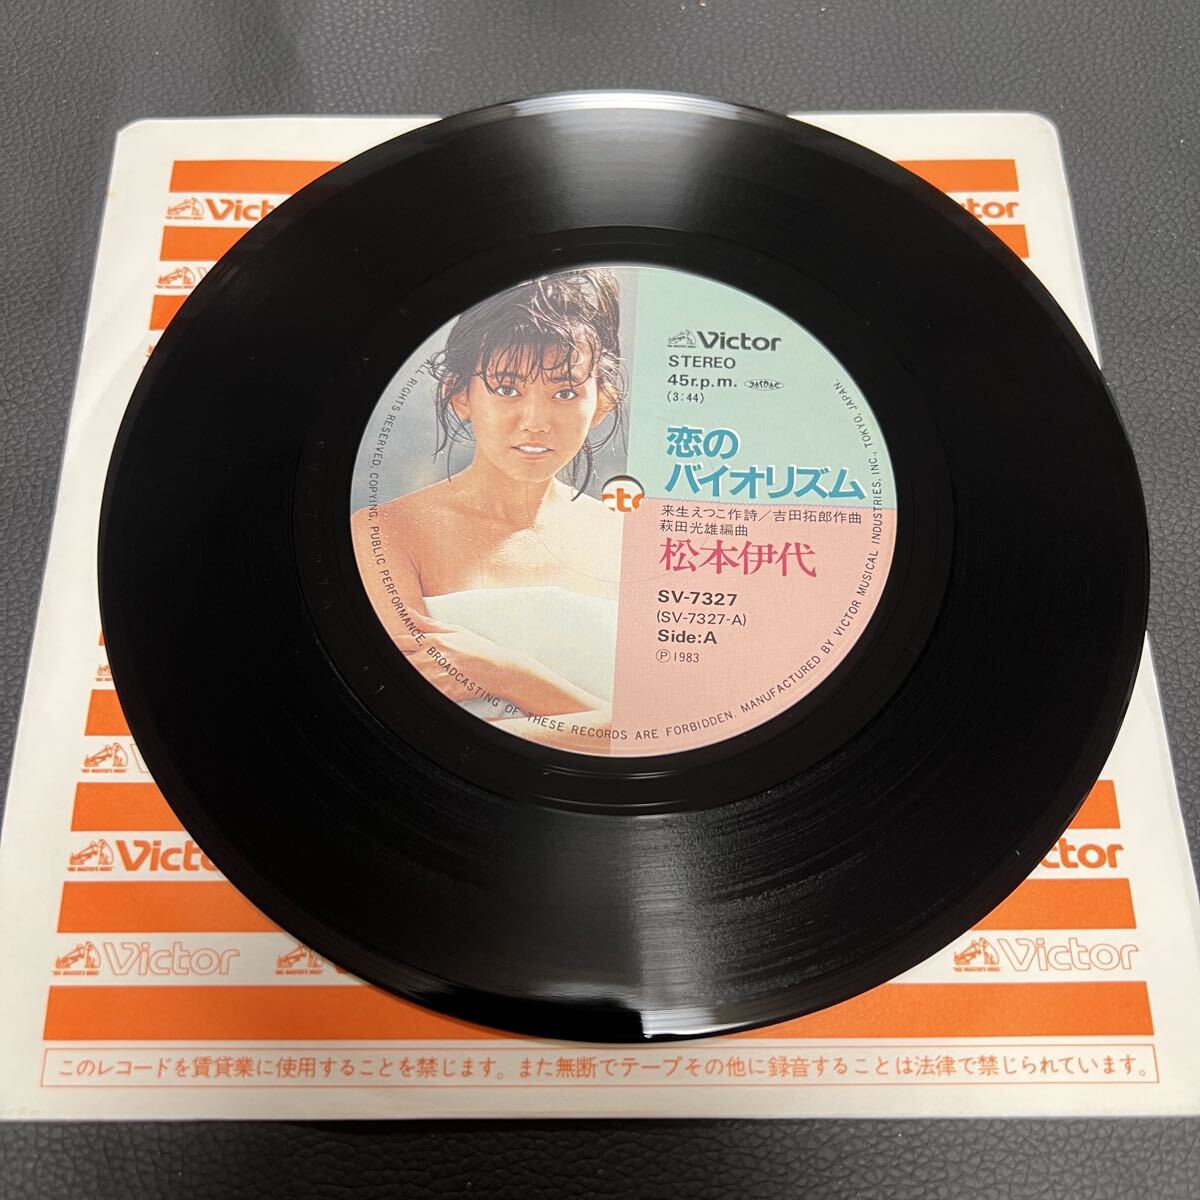 Victor
STEREO
45r.p.m. JASRAC
(3:44)
恋の
バイオリズム
来生えつこ作詩/吉田拓郎作曲
萩田光雄編曲
松本伊代
SV-7327
(SV-7327-A)
Side:A
Ⓟ1983
ALL RIGHTS RESERVED. COPYING, PUBLIC PERFORMANCE, BROADCASTING OF THESE RECORDS ARE FORBIDDEN. MANUFACTURED BY VICTOR MUSICAL INDUSTRIES, INC., TOKYO, JAPAN.
Victor
このレコードを賃貸業に使用することを禁じます。また無断でテープその他に録音することは法律で禁じられています。